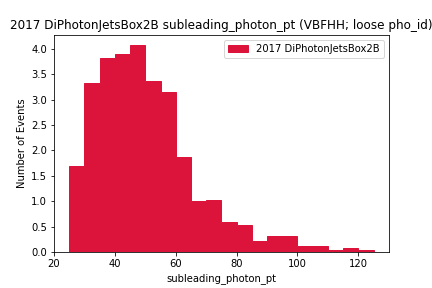 2017 DiPhotonJetsBox2B subleading_photon_pt (VBFHH; loose pho_id)
2017 DiPhotonJetsBox2B
4.0
3.5
3.0
2.5
2.0
1.5
1.0
0.5
0.0
Number of Events
20 40 60 80 100 120
subleading_photon_pt